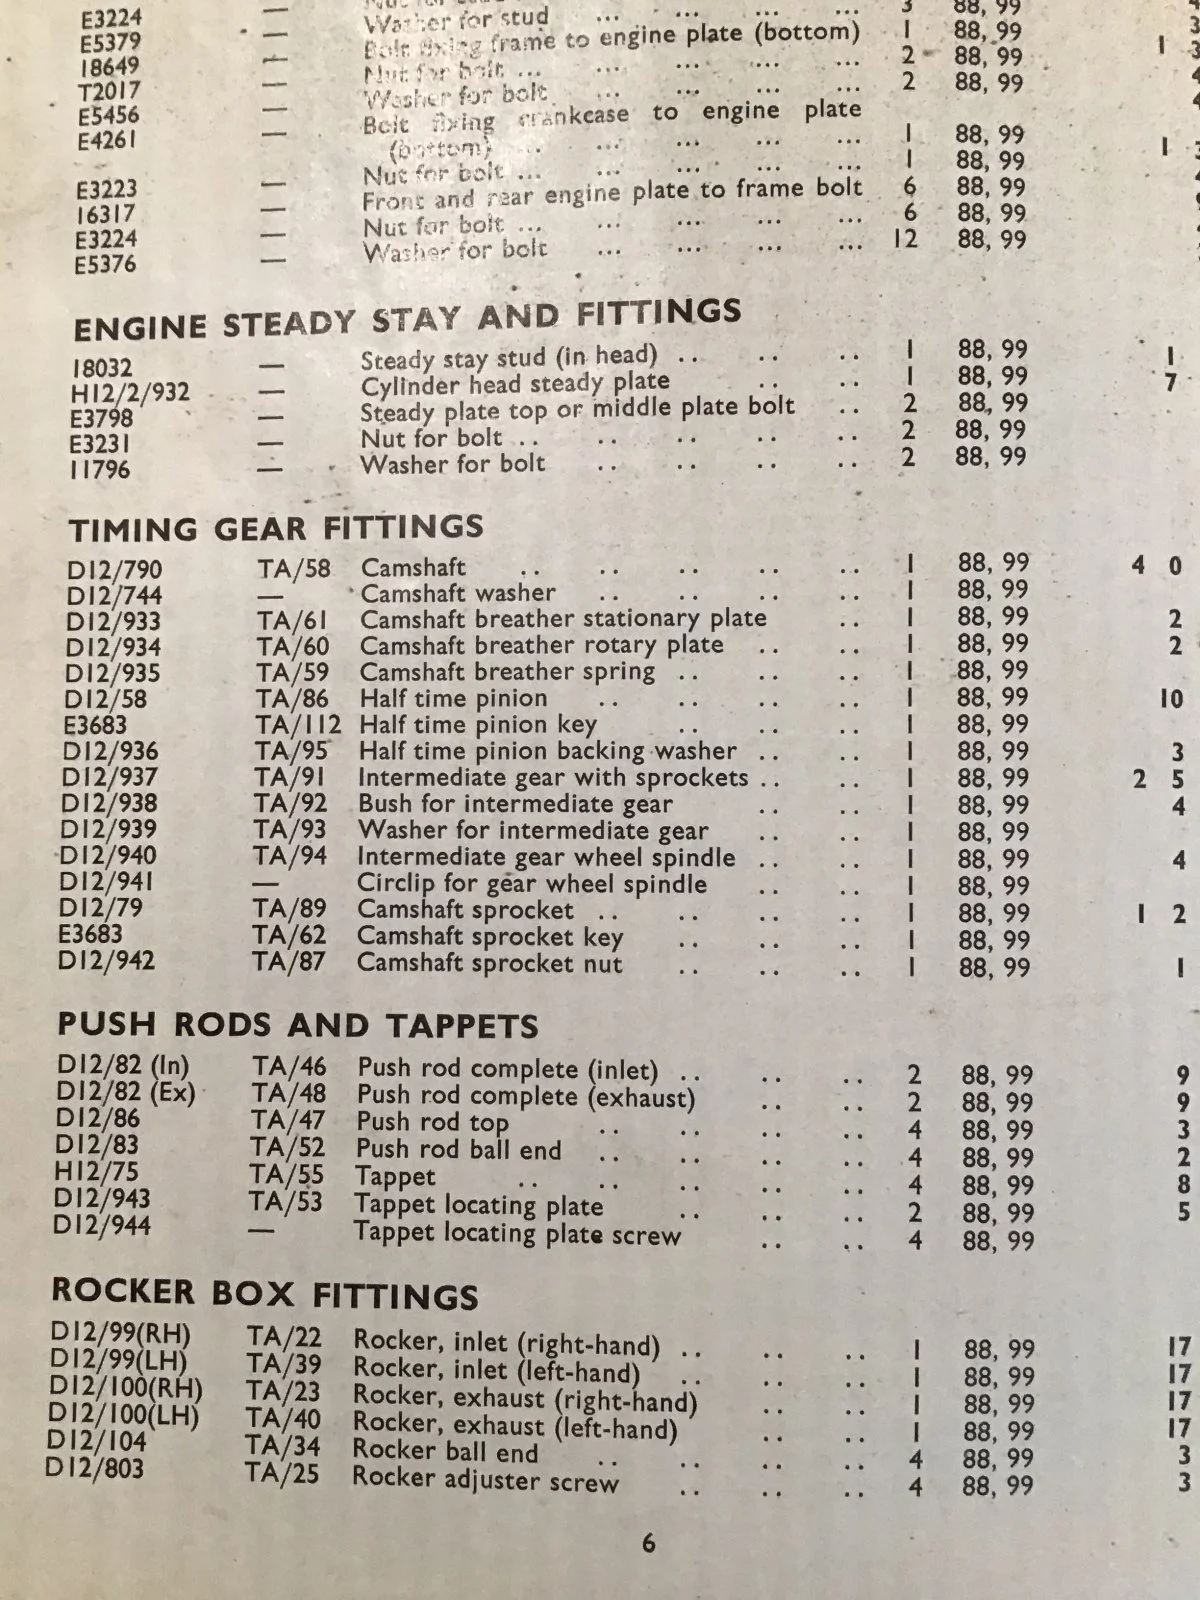 E3224 — Washer for stud ... ... ... ... 3 88, 99
E5379 — Bolt fixing frame to engine plate (bottom) 1 88, 99 1 3
18649 — Nut for bolt ... ... ... ... 2 88, 99
T2017 — Washer for bolt ... ... ... 2 88, 99
E5456 — Bolt fixing crankcase to engine plate
E4261 — (bottom) ... ... ... ... 1 88, 99 1
Nut for bolt ... ... ... ... 1 88, 99
E3223 — Front and rear engine plate to frame bolt 6 88, 99
16317 — Nut for bolt ... ... ... ... 6 88, 99
E3224 — Washer for bolt ... ... ... ... 12 88, 99
E5376 —
ENGINE STEADY STAY AND FITTINGS
18032 — Steady stay stud (in head) .. .. .. 1 88, 99 1
H12/2/932 — Cylinder head steady plate .. .. 1 88, 99 7
E3798 — Steady plate top or middle plate bolt .. 2 88, 99
E3231 — Nut for bolt .. .. .. .. .. 2 88, 99
11796 — Washer for bolt .. .. .. .. 2 88, 99
TIMING GEAR FITTINGS
D12/790 TA/58 Camshaft .. .. .. .. .. 1 88, 99 4 0
D12/744 — Camshaft washer .. .. .. .. 1 88, 99
D12/933 TA/61 Camshaft breather stationary plate .. 1 88, 99 2
D12/934 TA/60 Camshaft breather rotary plate .. .. 1 88, 99 2
D12/935 TA/59 Camshaft breather spring .. .. .. 1 88, 99
D12/58 TA/86 Half time pinion .. .. .. .. 1 88, 99 10
E3683 TA/112 Half time pinion key .. .. .. 1 88, 99
D12/936 TA/95 Half time pinion backing washer .. .. 1 88, 99 3
D12/937 TA/91 Intermediate gear with sprockets .. .. 1 88, 99 2 5
D12/938 TA/92 Bush for intermediate gear .. .. 1 88, 99 4
D12/939 TA/93 Washer for intermediate gear .. .. 1 88, 99
D12/940 TA/94 Intermediate gear wheel spindle .. .. 1 88, 99 4
D12/941 — Circlip for gear wheel spindle .. .. 1 88, 99
D12/79 TA/89 Camshaft sprocket .. .. .. .. 1 88, 99 1 2
E3683 TA/62 Camshaft sprocket key .. .. .. 1 88, 99
D12/942 TA/87 Camshaft sprocket nut .. .. .. 1 88, 99 1
PUSH RODS AND TAPPETS
D12/82 (In) TA/46 Push rod complete (inlet) .. .. .. 2 88, 99 9
D12/82 (Ex) TA/48 Push rod complete (exhaust) .. .. 2 88, 99 9
D12/86 TA/47 Push rod top .. .. .. .. 4 88, 99 3
D12/83 TA/52 Push rod ball end .. .. .. .. 4 88, 99 2
H12/75 TA/55 Tappet .. .. .. .. .. 4 88, 99 8
D12/943 TA/53 Tappet locating plate .. .. .. 2 88, 99 5
D12/944 — Tappet locating plate screw .. .. 4 88, 99
ROCKER BOX FITTINGS
D12/99(RH) TA/22 Rocker, inlet (right-hand) .. .. .. 1 88, 99 17
D12/99(LH) TA/39 Rocker, inlet (left-hand) .. .. .. 1 88, 99 17
D12/100(RH) TA/23 Rocker, exhaust (right-hand) .. .. 1 88, 99 17
D12/100(LH) TA/40 Rocker, exhaust (left-hand) .. .. 1 88, 99 17
D12/104 TA/34 Rocker ball end .. .. .. .. 4 88, 99 3
D12/803 TA/25 Rocker adjuster screw .. .. .. 4 88, 99 3
6